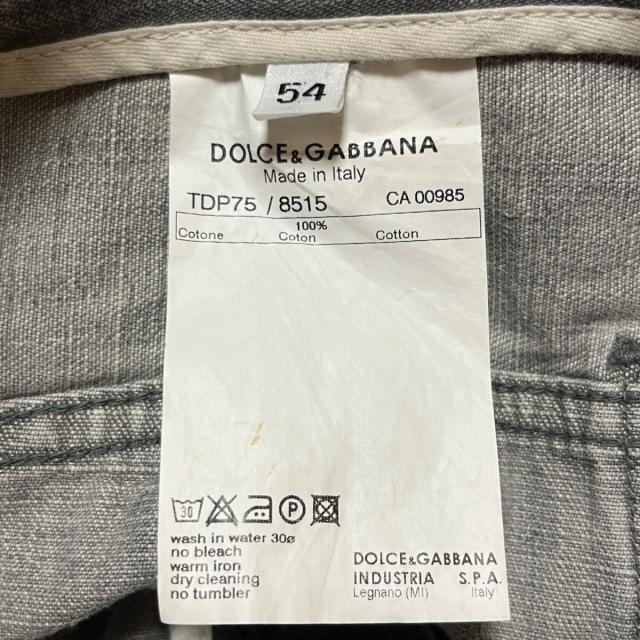 54
DOLCE&GABBANA
Made in Italy
TDP75 / 8515 CA 00985
100%
Cotone Coton Cotton
30 P
wash in water 30ø
no bleach
warm iron
dry cleaning
no tumbler
DOLCE&GABBANA
INDUSTRIA S.P.A.
Legnano (MI) Italy